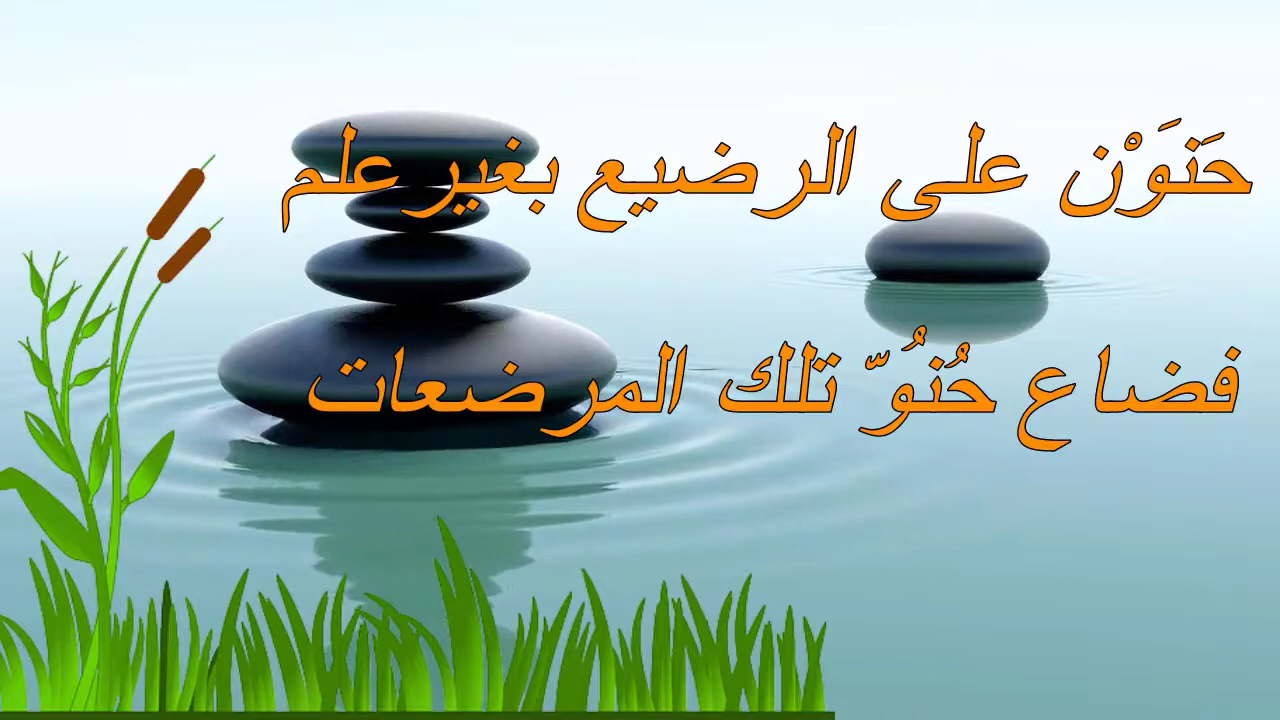 حَنَوَْن على الرضيع بغير علم
فضاع حُنُوّ تلك المرضعات